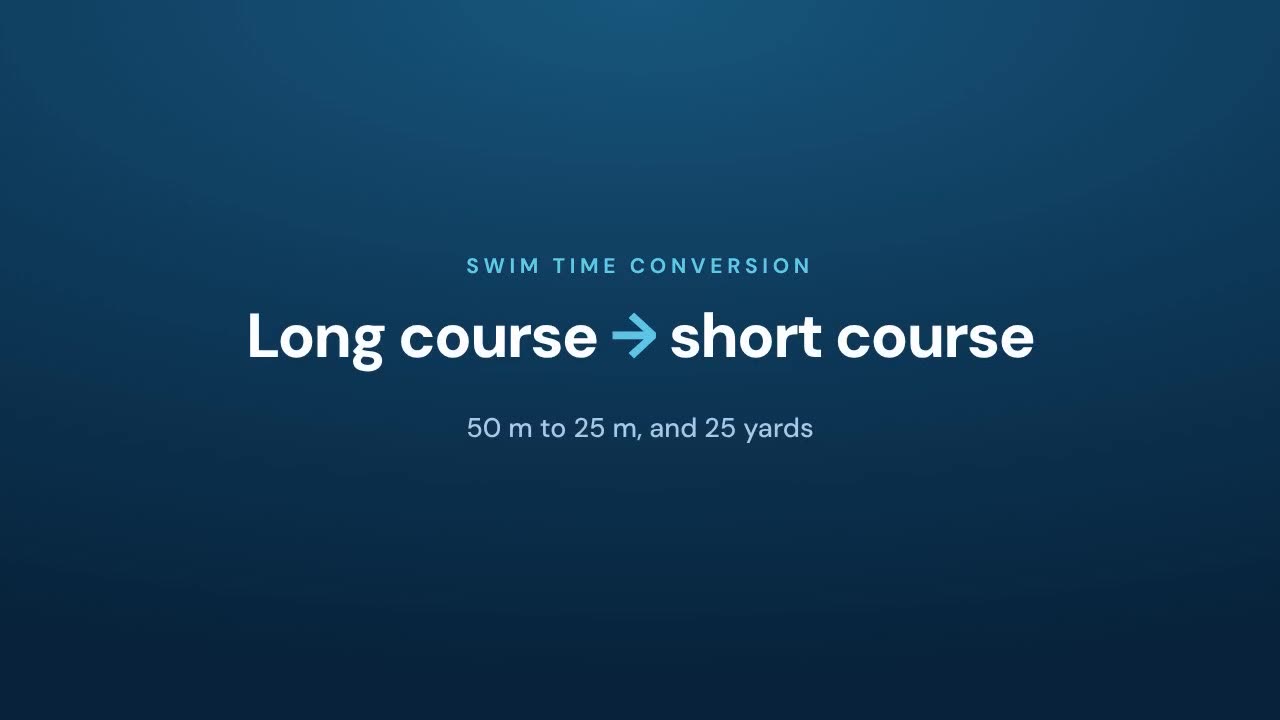 SWIM TIME CONVERSION
Long course → short course
50 m to 25 m, and 25 yards